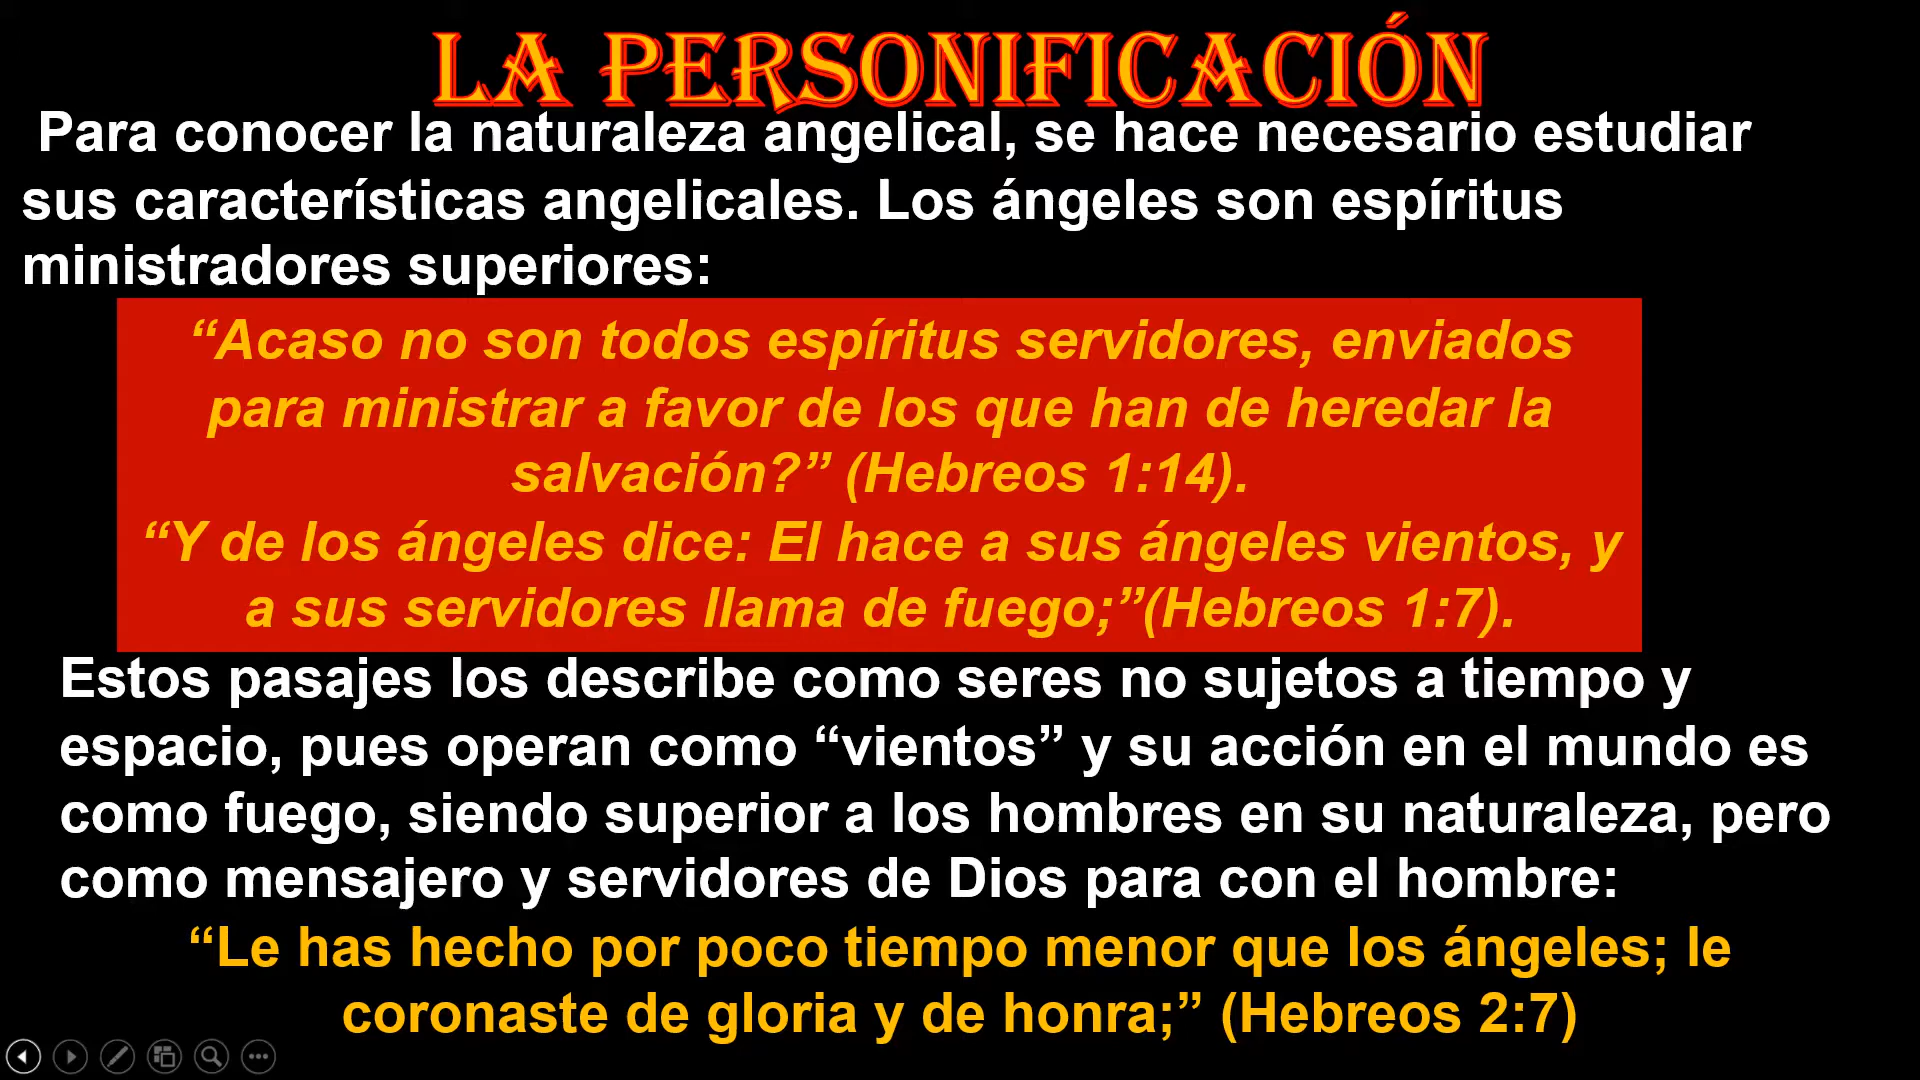 LA PERSONIFICACIÓN
Para conocer la naturaleza angelical, se hace necesario estudiar
sus características angelicales. Los ángeles son espíritus
ministradores superiores:
“Acaso no son todos espíritus servidores, enviados
para ministrar a favor de los que han de heredar la
salvación?” (Hebreos 1:14).
“Y de los ángeles dice: El hace a sus ángeles vientos, y
a sus servidores llama de fuego;”(Hebreos 1:7).
Estos pasajes los describe como seres no sujetos a tiempo y
espacio, pues operan como “vientos” y su acción en el mundo es
como fuego, siendo superior a los hombres en su naturaleza, pero
como mensajero y servidores de Dios para con el hombre:
“Le has hecho por poco tiempo menor que los ángeles; le
coronaste de gloria y de honra;” (Hebreos 2:7)